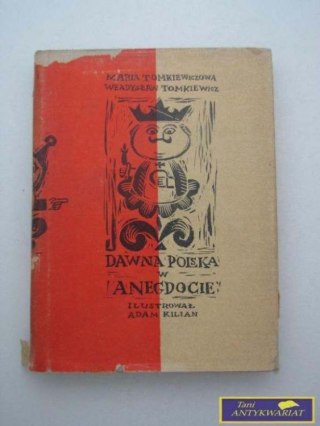 MARIA TOMKIEWICZOWA
WŁADYSŁAW TOMKIEWICZ
DAWNA POLSKA
W
ANEGDOCIE
ILUSTROWAŁ
ADAM KILIAN
Tani
ANTYKWARIAT